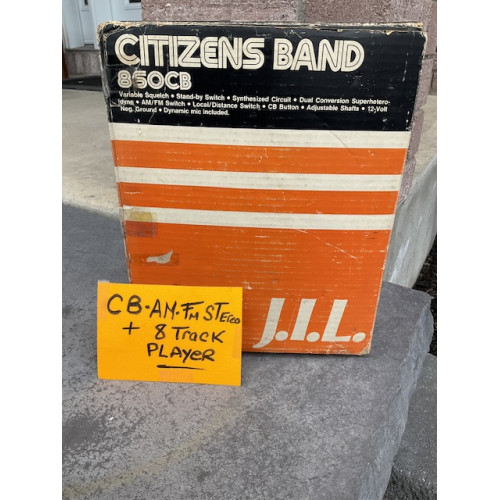 CITIZENS BAND
850CB
Variable Squelch • Stand-by Switch • Synthesized Circuit • Dual Conversion Superhetero-
dyne • AM/FM Switch • Local/Distance Switch • CB Button • Adjustable Shafts • 12-Volt
Neg. Ground • Dynamic mic included.
J.I.L.
CB-AM-FM STEREO
+ 8 TRACK
PLAYER